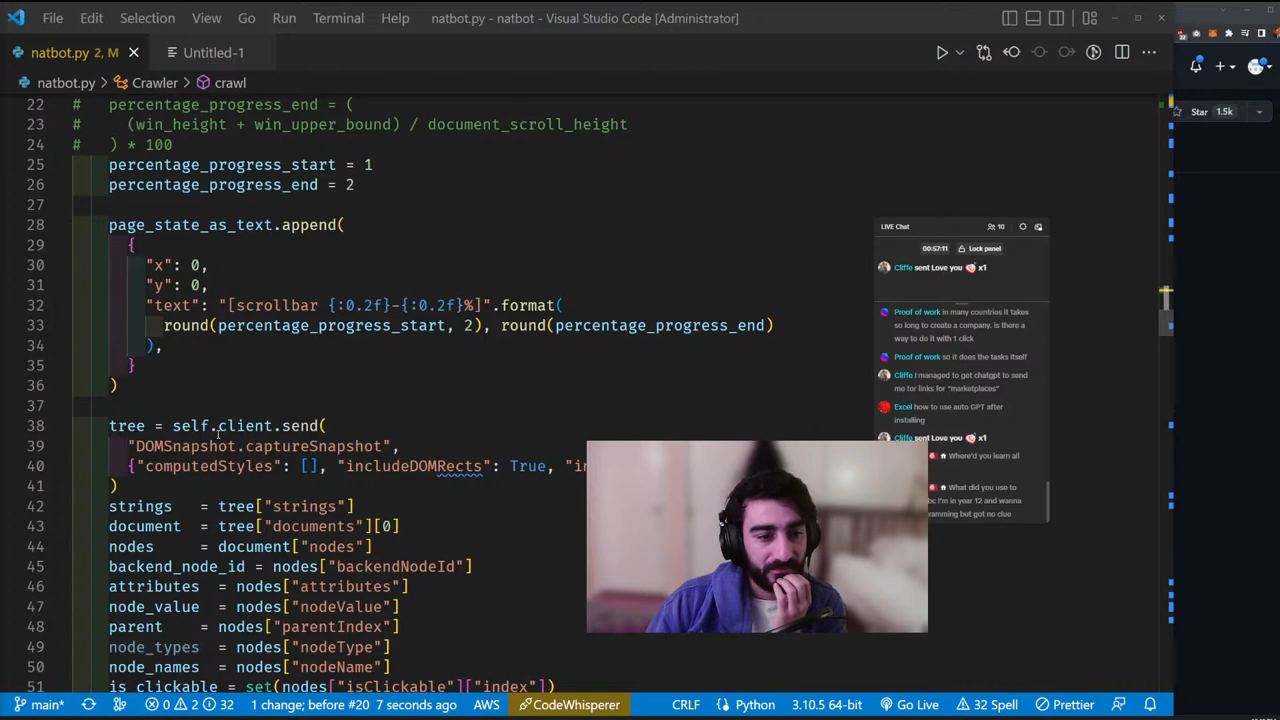 File Edit Selection View Go Run Terminal Help natbot.py - natbot - Visual Studio Code [Administrator]
natbot.py 2, M Untitled-1
natbot.py Crawler crawl
22 # percentage_progress_end = (
23 # (win_height + win_upper_bound) / document_scroll_height
24 # ) * 100
25 percentage_progress_start = 1
26 percentage_progress_end = 2
27
28 page_state_as_text.append(
29 {
30 "x": 0,
31 "y": 0,
32 "text": "[scrollbar {:0.2f}-{:0.2f}%]".format(
33 round(percentage_progress_start, 2), round(percentage_progress_end)
34 ),
35 }
36 )
37
38 tree = self.client.send(
39 "DOMSnapshot.captureSnapshot",
40 {"computedStyles": [], "includeDOMRects": True, "in
41 )
42 strings = tree["strings"]
43 document = tree["documents"][0]
44 nodes = document["nodes"]
45 backend_node_id = nodes["backendNodeId"]
46 attributes = nodes["attributes"]
47 node_value = nodes["nodeValue"]
48 parent = nodes["parentIndex"]
49 node_types = nodes["nodeType"]
50 node_names = nodes["nodeName"]
51 is_clickable = set(nodes["isClickable"]["index"])
LIVE Chat 10
00:57:11 Lock panel
Cliffe sent Love you x1
Proof of work in many countries it takes
so long to create a company. is there a
way to do it with 1 click
Proof of work so it does the tasks itself
Cliffe I managed to get chatgpt to send
me tor links for "marketplaces"
Excel how to use auto GPT after
installing
Cliffe sent Love you x1
Where'd you learn all
What did you use to
bc I'm in year 12 and wanna
ramming but got no clue
22
Star 1.5k
main* 0 2 32 1 change; before #20 7 seconds ago AWS CodeWhisperer CRLF Python 3.10.5 64-bit Go Live 32 Spell Prettier